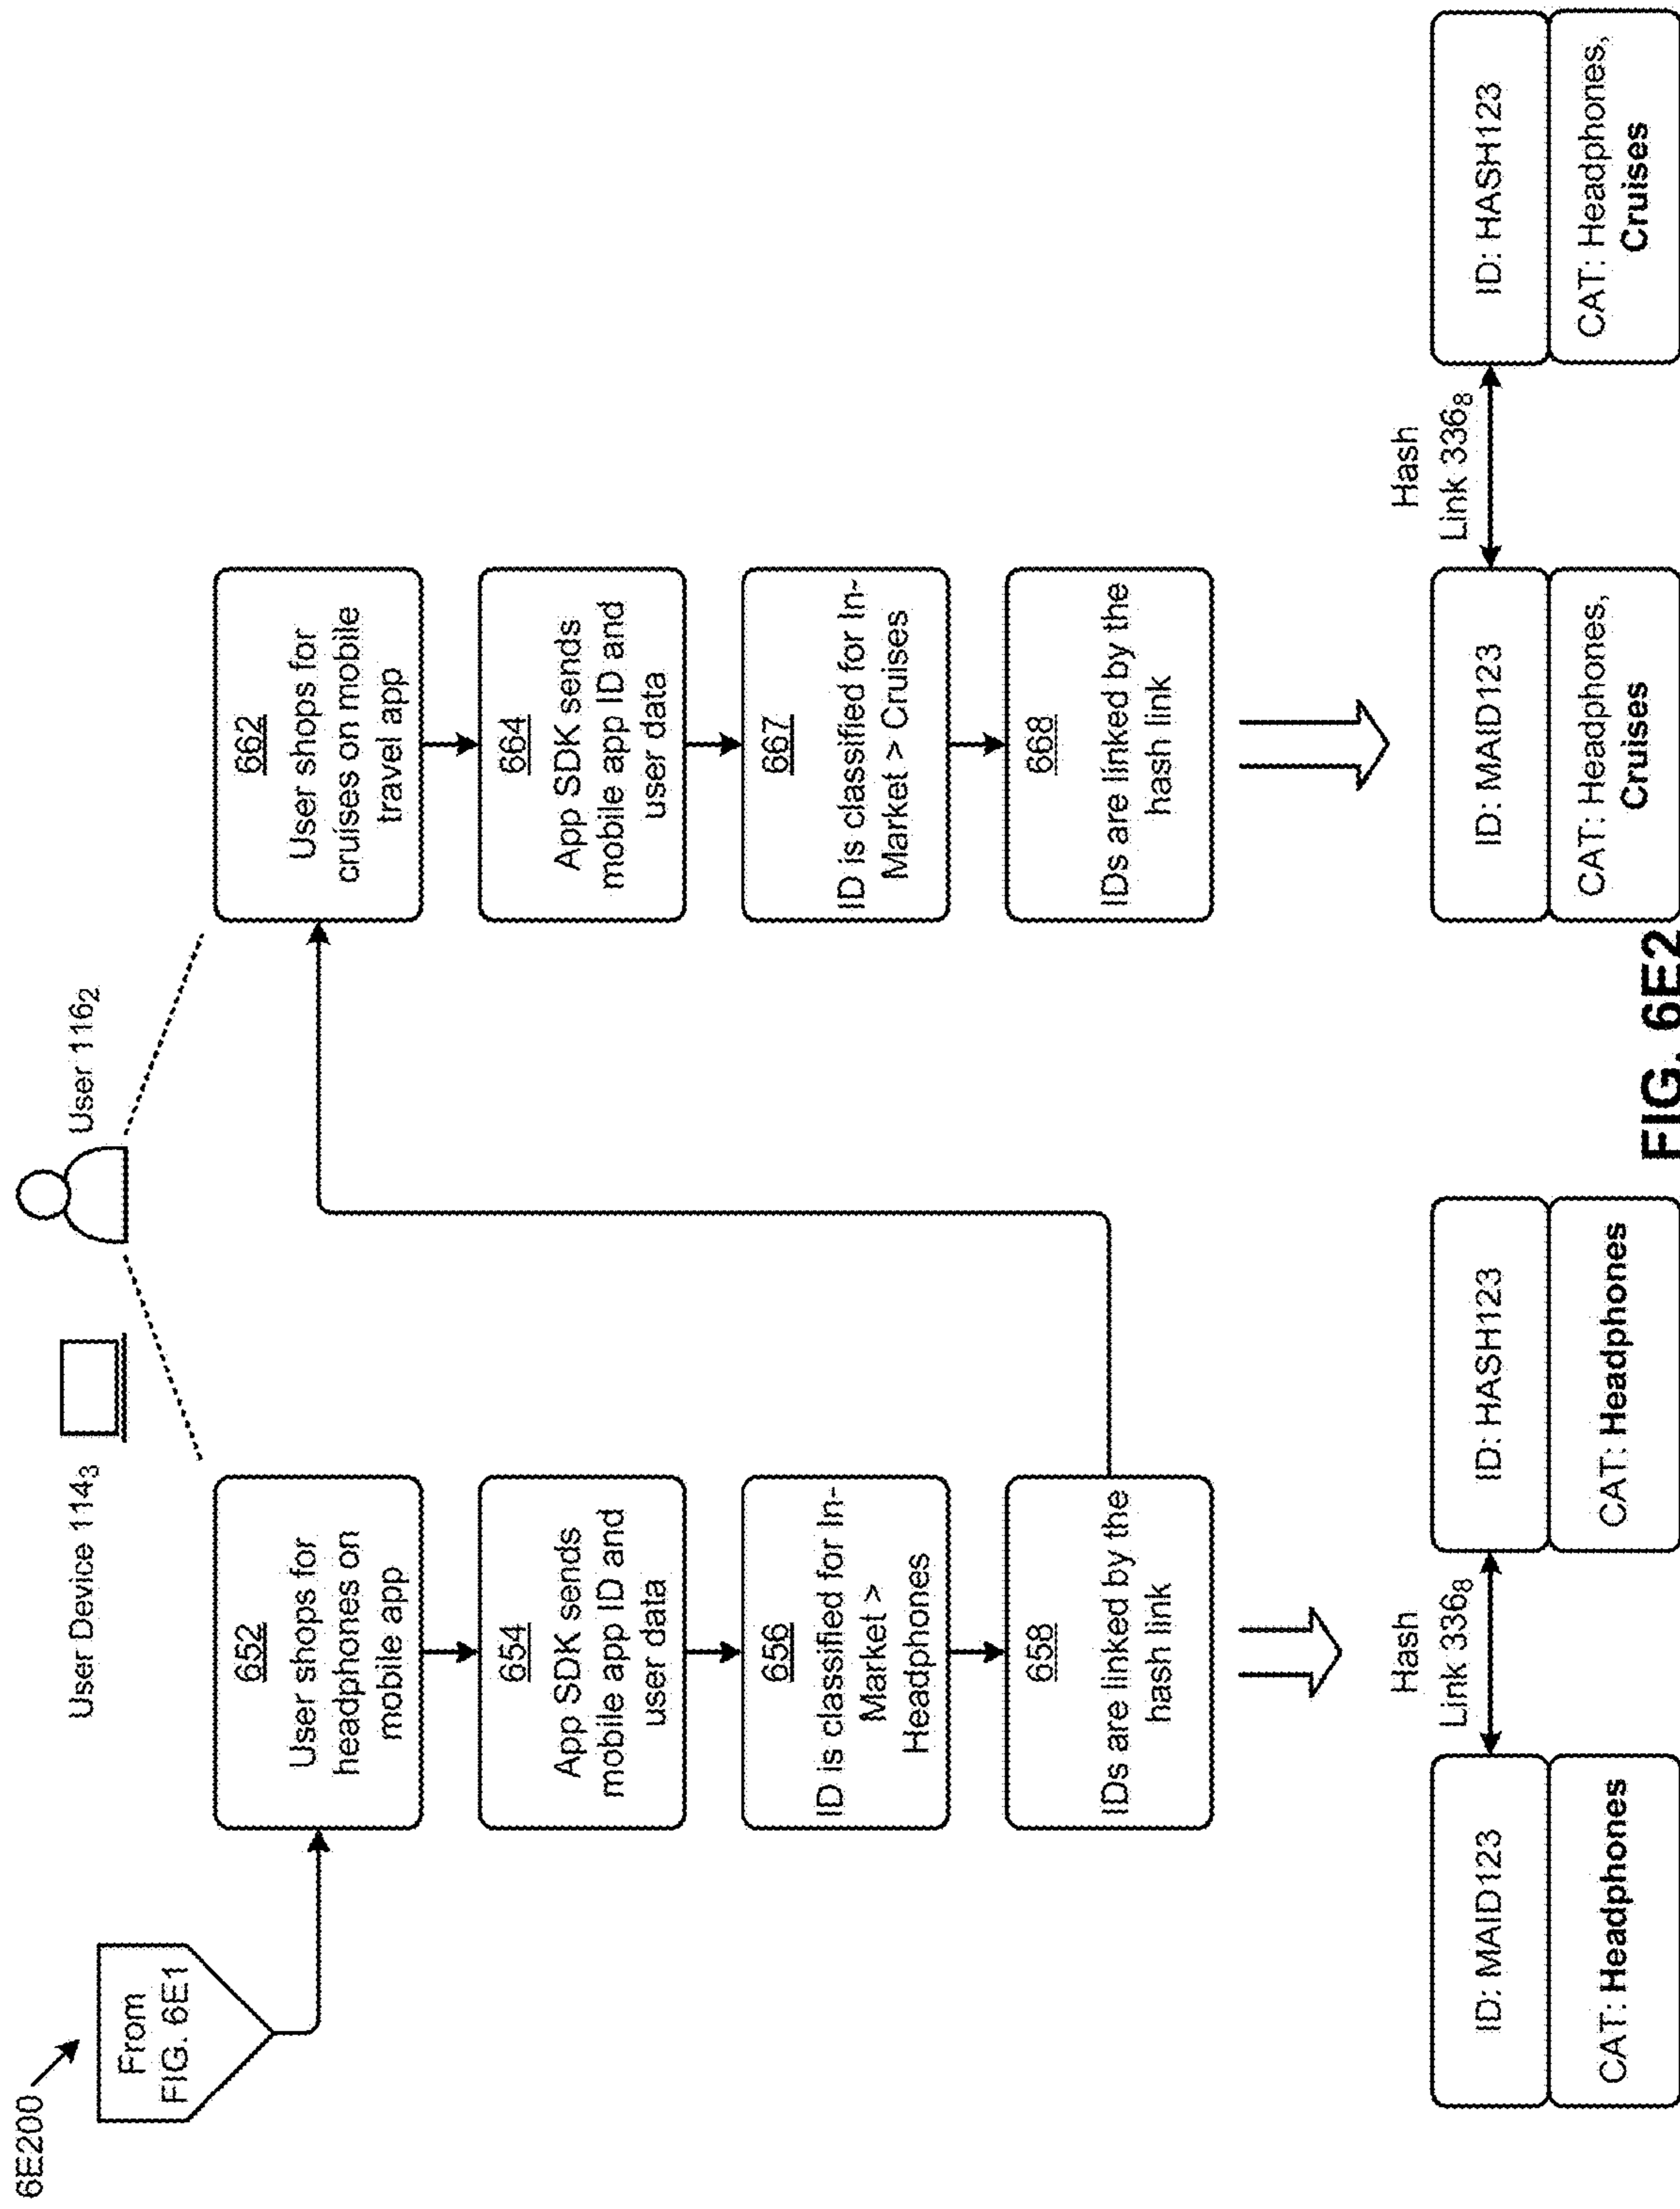 6E200
From
FIG. 6E1
User Device 114₃
User 116₂
652
User shops for
headphones on
mobile app
654
App SDK sends
mobile app ID and
user data
656
ID is classified for In-
Market >
Headphones
658
IDs are linked by the
hash link
662
User shops for
cruises on mobile
travel app
664
App SDK sends
mobile app ID and
user data
667
ID is classified for In-
Market > Cruises
668
IDs are linked by the
hash link
ID: MAID123
CAT: Headphones
Hash
Link 336₈
ID: HASH123
CAT: Headphones
ID: MAID123
CAT: Headphones,
Cruises
Hash
Link 336₈
ID: HASH123
CAT: Headphones,
Cruises
FIG. 6E2